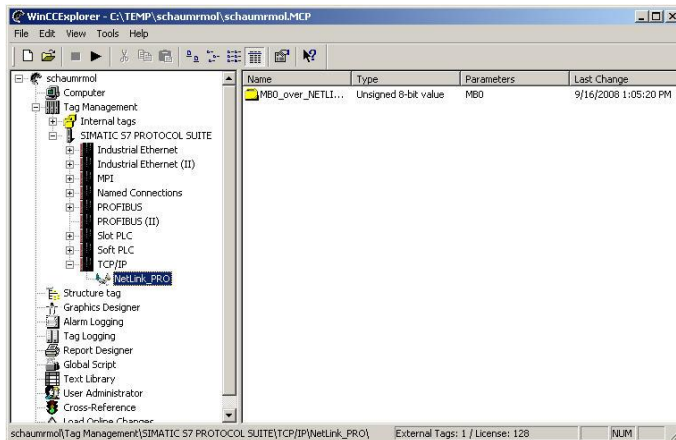 WinCCExplorer - C:\TEMP\schaumrmol\schaumrmol.MCP
File Edit View Tools Help
schaumrmol
Computer
Tag Management
Internal tags
SIMATIC S7 PROTOCOL SUITE
Industrial Ethernet
Industrial Ethernet (II)
MPI
Named Connections
PROFIBUS
PROFIBUS (II)
Slot PLC
Soft PLC
TCP/IP
NetLink_PRO
Structure tag
Graphics Designer
Alarm Logging
Tag Logging
Report Designer
Global Script
Text Library
User Administrator
Cross-Reference
Load Online Changes
Name Type Parameters Last Change
MB0_over_NETLI... Unsigned 8-bit value MB0 9/16/2008 1:05:20 PM
schaumrmol\Tag Management\SIMATIC S7 PROTOCOL SUITE\TCP/IP\NetLink_PRO\ External Tags: 1 / License: 128 NUM